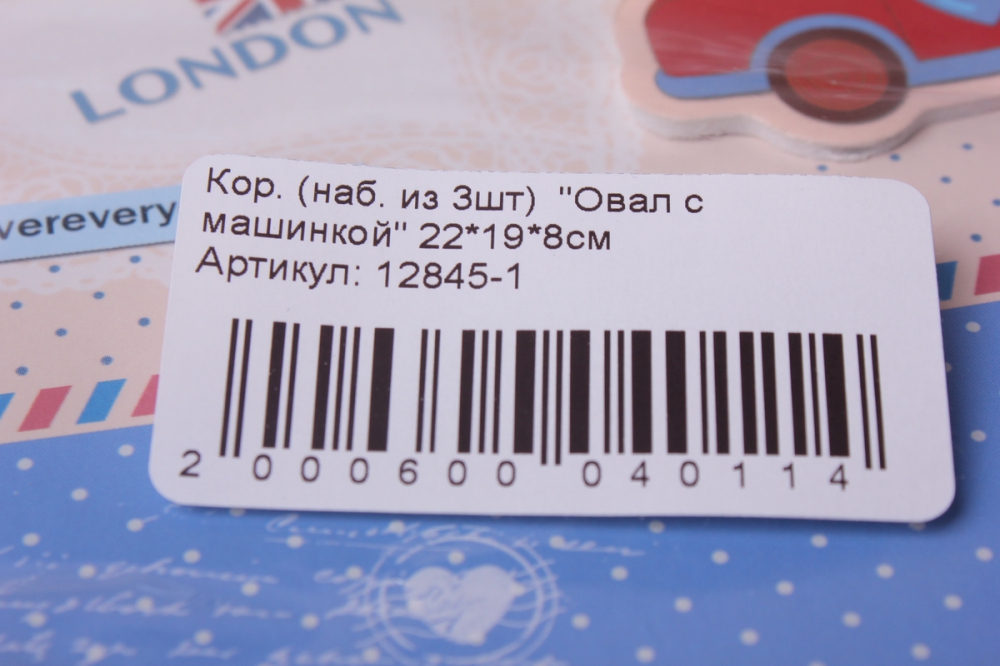 LONDON
verevery
Кор. (наб. из 3шт) "Овал с
машинкой" 22*19*8см
Артикул: 12845-1
2 000600 040114